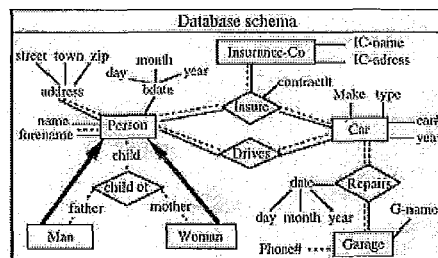 Database schema
Insurance-Co
IC-name
IC-adress
street town zip
month
day
year
bdate
address
contract#
Insure
Make
type
name
forename
Person
Car
car#
year
child
Drives
child of
father
mother
date
Repairs
day month year
G-name
Man
Woman
Phone#
Garage